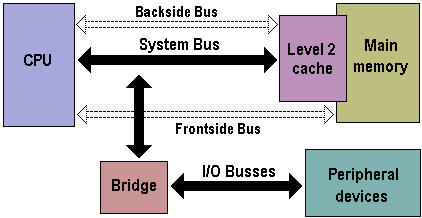 Backside Bus
System Bus
CPU
Level 2
cache
Main
memory
Frontside Bus
Bridge
I/O Busses
Peripheral
devices